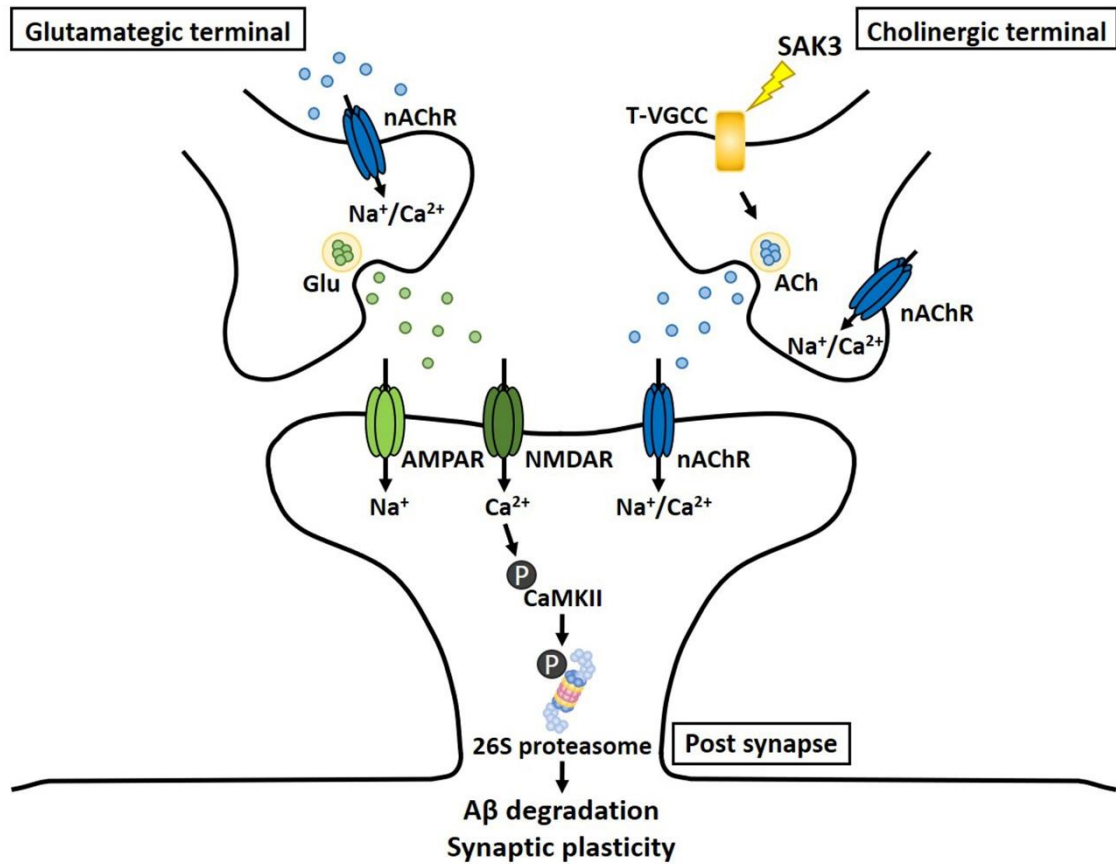 Glutamategic terminal
Cholinergic terminal
SAK3
nAChR
T-VGCC
Na⁺/Ca²⁺
Glu
ACh
nAChR
Na⁺/Ca²⁺
AMPAR
NMDAR
nAChR
Na⁺
Ca²⁺
Na⁺/Ca²⁺
P
CaMKII
P
26S proteasome
Post synapse
Aβ degradation
Synaptic plasticity